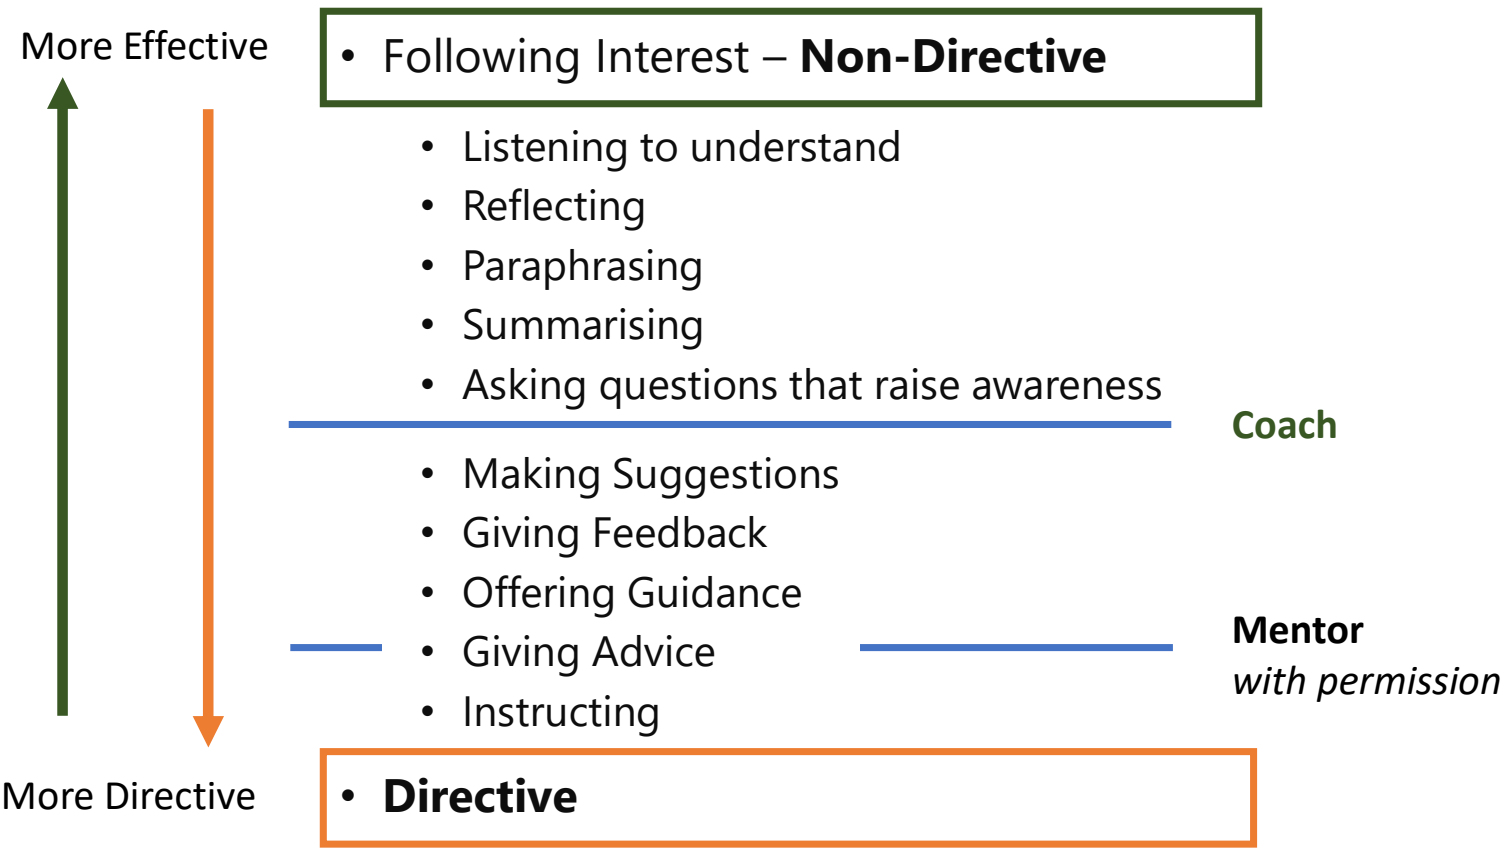 More Effective
• Following Interest – Non-Directive
• Listening to understand
• Reflecting
• Paraphrasing
• Summarising
• Asking questions that raise awareness
Coach
• Making Suggestions
• Giving Feedback
• Offering Guidance
• Giving Advice
Mentor
with permission
• Instructing
More Directive
• Directive